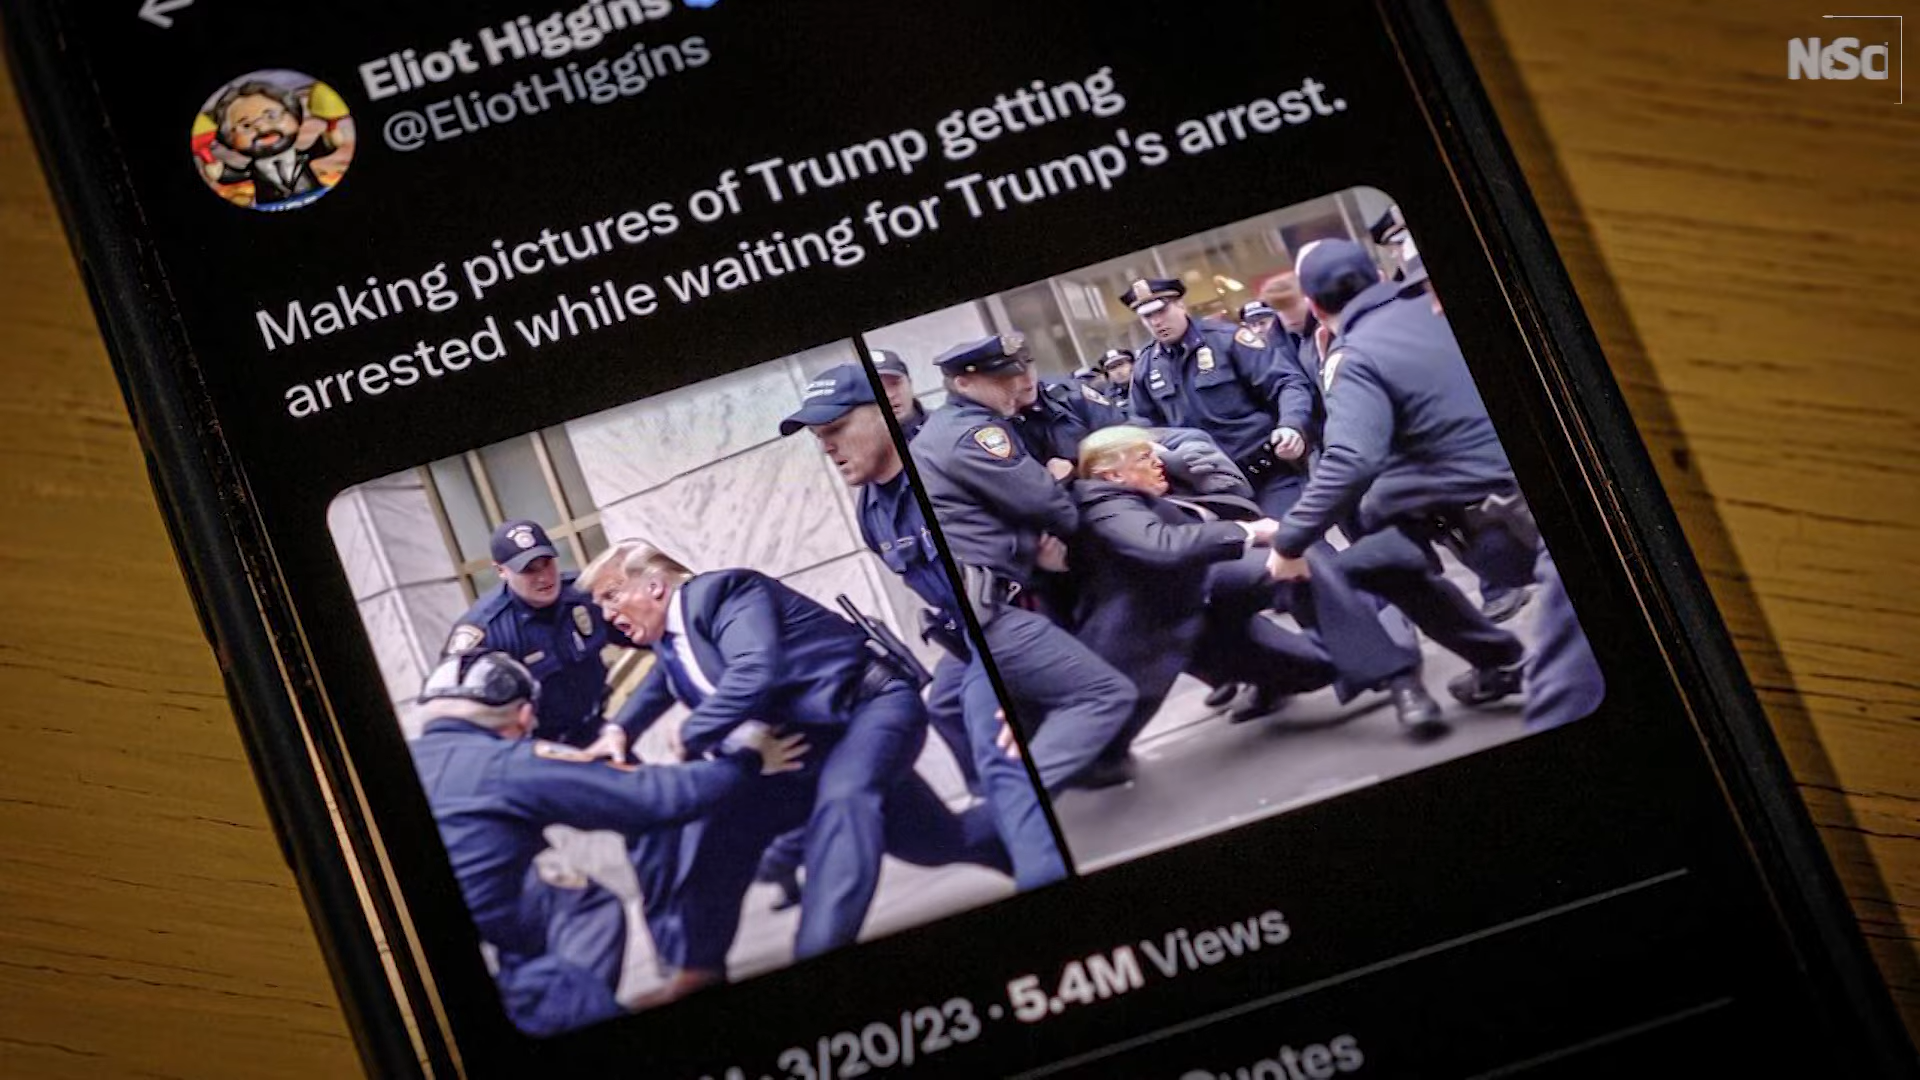 Eliot Higgins
@EliotHiggins
Making pictures of Trump getting
arrested while waiting for Trump's arrest.
3/20/23 · 5.4M Views
Quotes